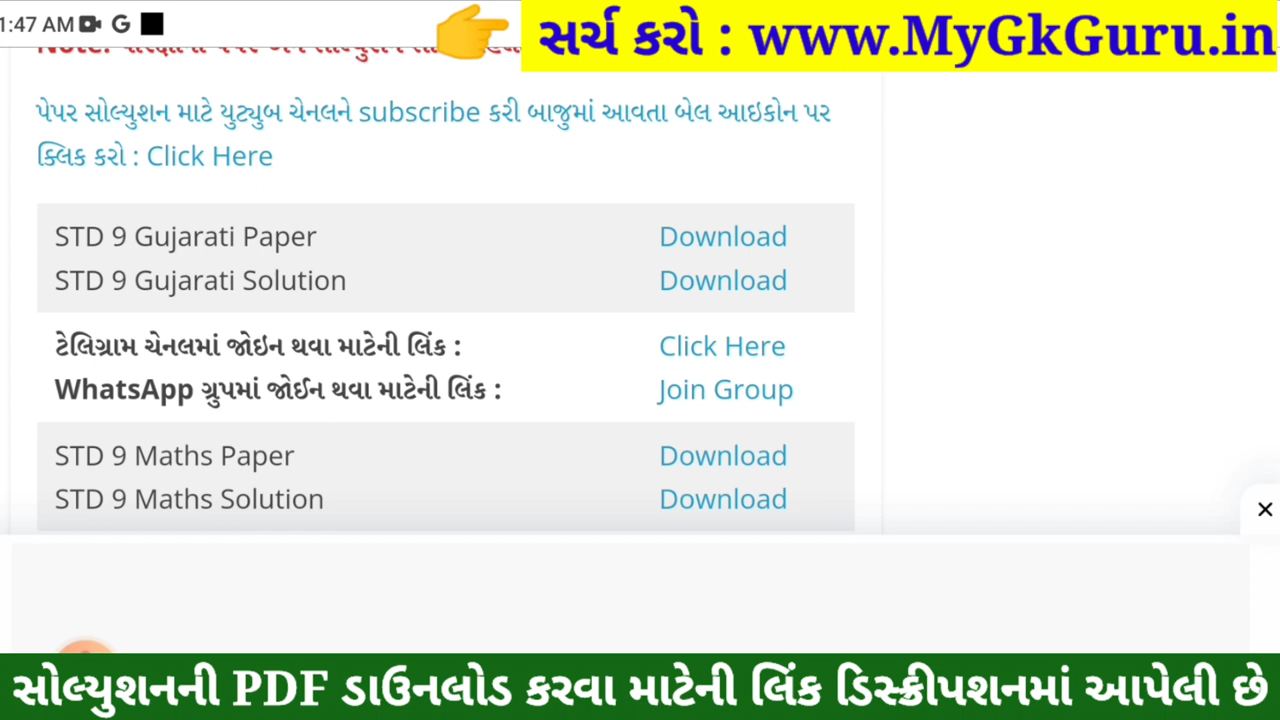 1:47 AM G
સર્ચ કરો : www.MyGkGuru.in
પેપર સોલ્યુશન માટે યુટ્યુબ ચેનલને subscribe કરી બાજુમાં આવતા બેલ આઇકોન પર
ક્લિક કરો : Click Here
STD 9 Gujarati Paper Download
STD 9 Gujarati Solution Download
ટેલિગ્રામ ચેનલમાં જોઇન થવા માટેની લિંક : Click Here
WhatsApp ગ્રુપમાં જોઈન થવા માટેની લિંક : Join Group
STD 9 Maths Paper Download
STD 9 Maths Solution Download
સોલ્યુશનની PDF ડાઉનલોડ કરવા માટેની લિંક ડિસ્ક્રીપશનમાં આપેલી છે